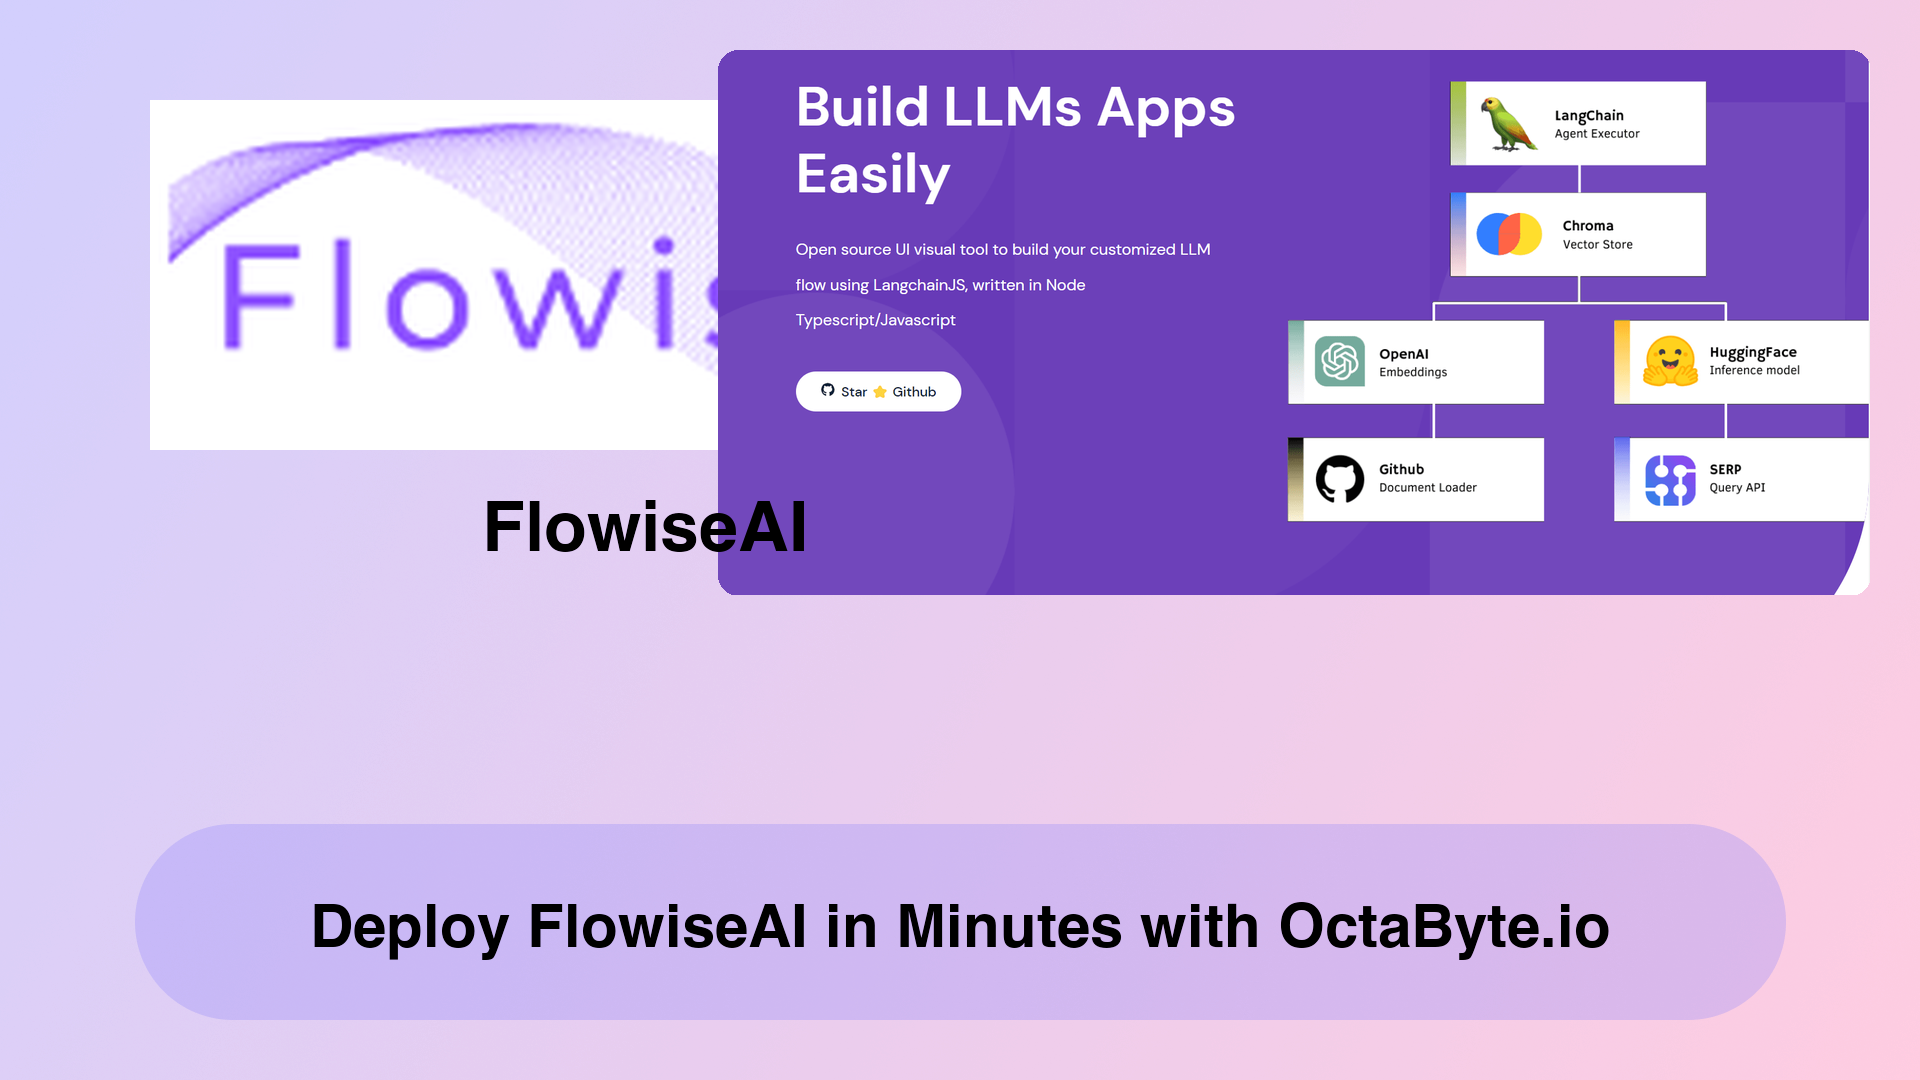 Flowis
Build LLMs Apps
Easily
Open source UI visual tool to build your customized LLM
flow using LangchainJS, written in Node
Typescript/Javascript
Star ⭐ Github
LangChain
Agent Executor
Chroma
Vector Store
OpenAI
Embeddings
HuggingFace
Inference model
Github
Document Loader
SERP
Query API
FlowiseAI
Deploy FlowiseAI in Minutes with OctaByte.io